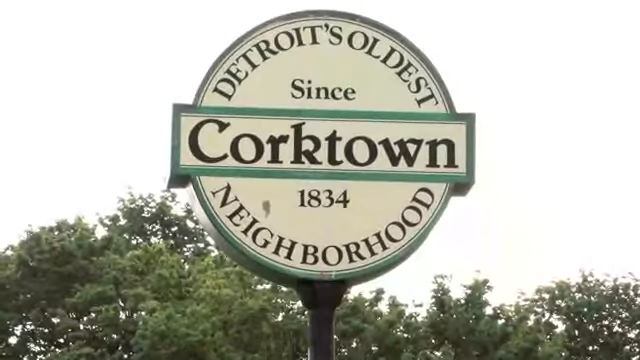 DETROIT'S OLDEST
Since
Corktown
1834
NEIGHBORHOOD